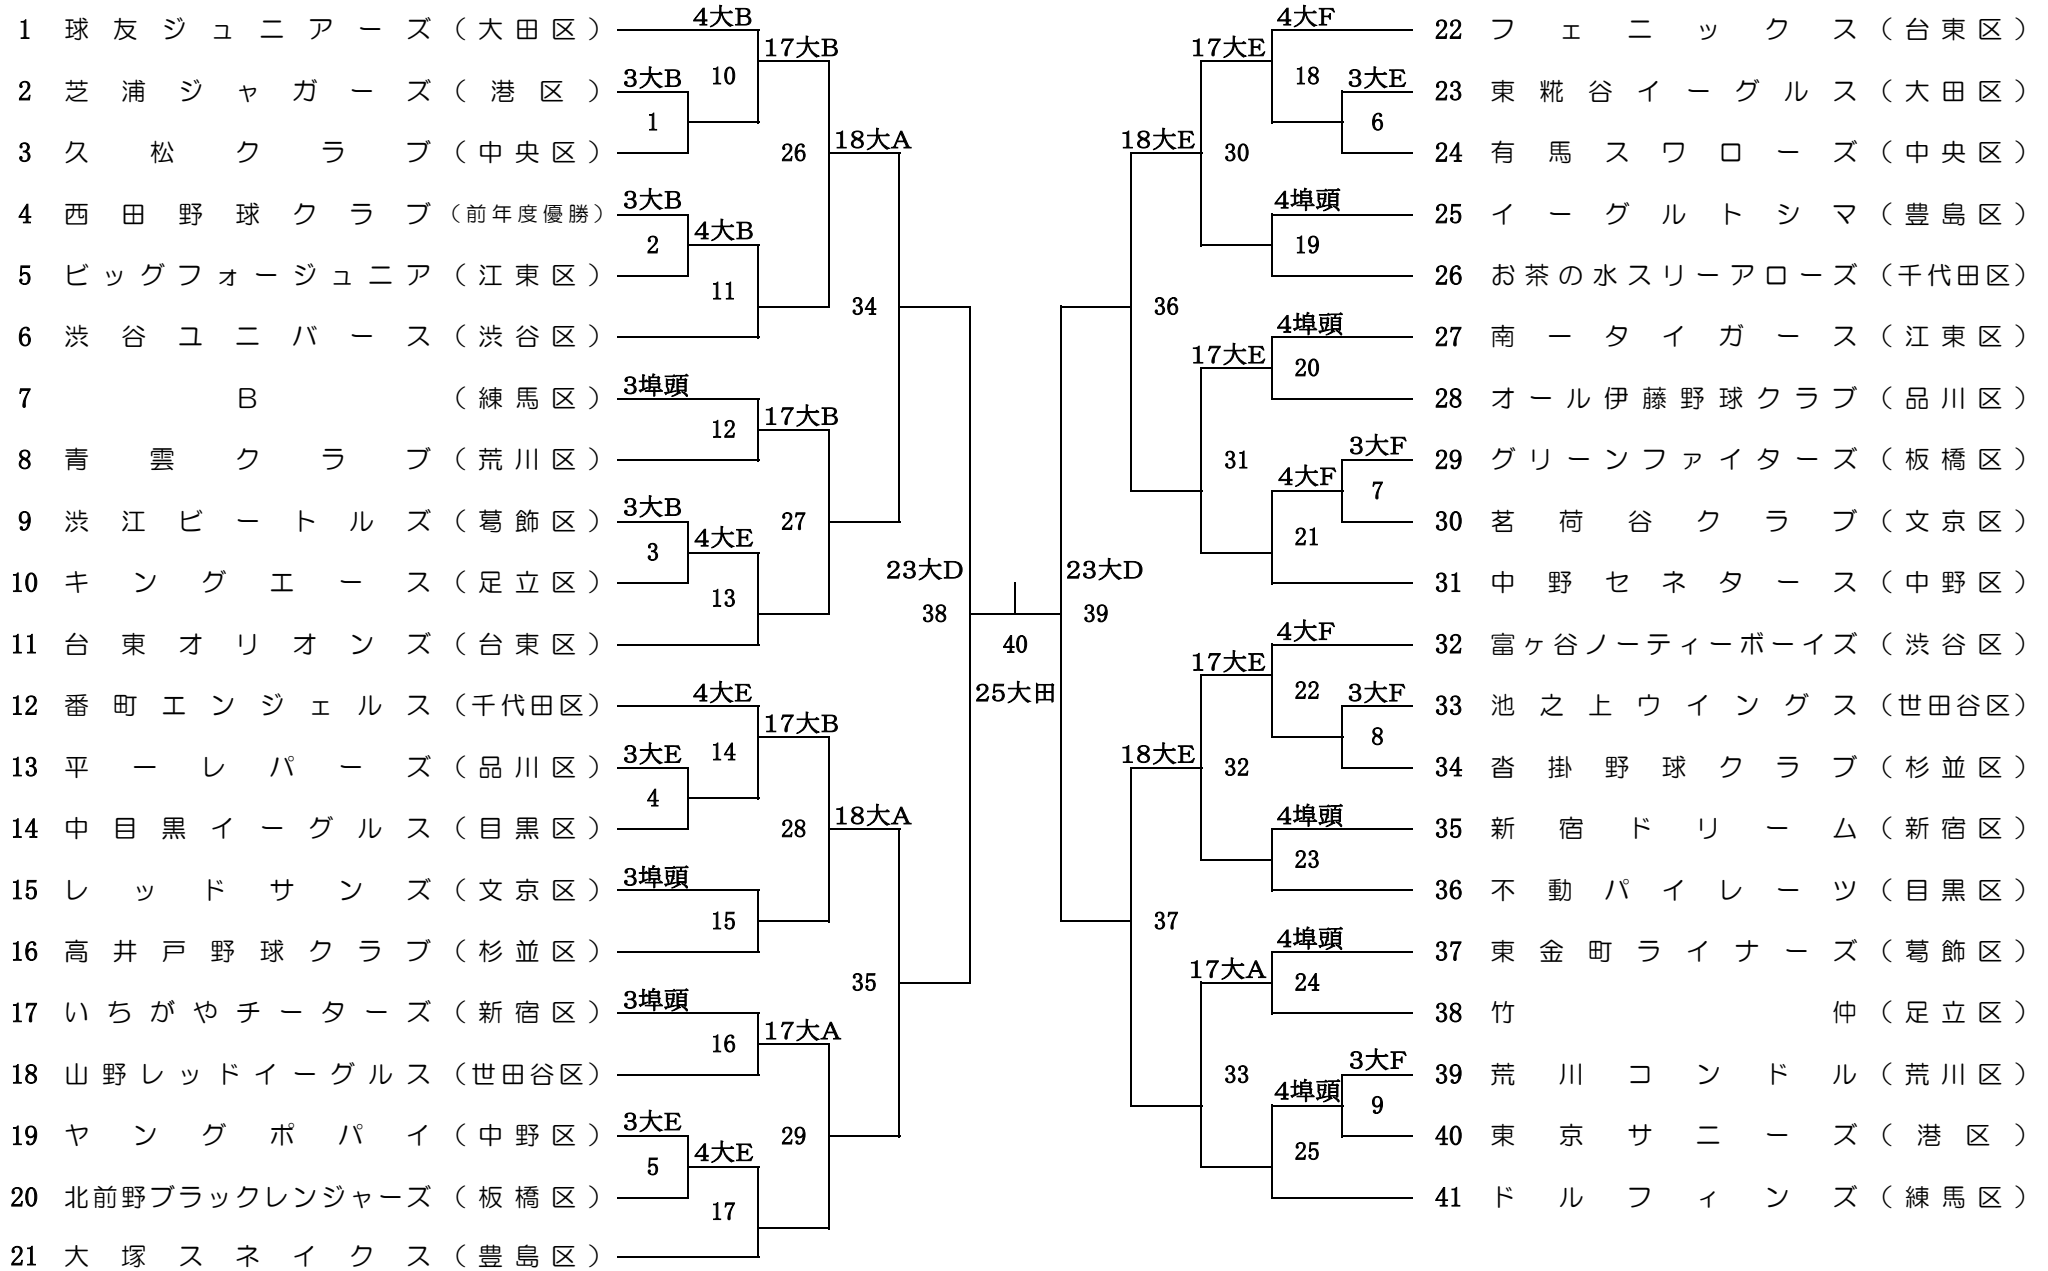 4大B
1 球友ジュニアーズ（大田区）
17大B
3大B
10
2 芝浦ジャガーズ（港区）
1
3 久松クラブ（中央区）
26
18大A
3大B
4 西田野球クラブ（前年度優勝）
4大B
2
5 ビッグフォージュニア（江東区）
11
34
6 渋谷ユニバース（渋谷区）
3埠頭
7 B（練馬区）
17大B
12
8 青雲クラブ（荒川区）
3大B
9 渋江ビートルズ（葛飾区）
27
4大E
3
10 キングエース（足立区）
13
11 台東オリオンズ（台東区）
23大D
38
4大E
12 番町エンジェルス（千代田区）
17大B
3大E
14
13 平一レパーズ（品川区）
4
18大A
14 中目黒イーグルス（目黒区）
28
3埠頭
15 レッドサンズ（文京区）
15
16 高井戸野球クラブ（杉並区）
35
3埠頭
17 いちがやチーターズ（新宿区）
17大A
16
18 山野レッドイーグルス（世田谷区）
3大E
19 ヤングポパイ（中野区）
29
4大E
5
20 北前野ブラックレンジャーズ（板橋区）
17
21 大塚スネイクス（豊島区）
40
25大田
4大F
22 フェニックス（台東区）
17大E
3大E
18
23 東糀谷イーグルス（大田区）
6
18大E
30
24 有馬スワローズ（中央区）
4埠頭
25 イーグルトシマ（豊島区）
19
26 お茶の水スリーアローズ（千代田区）
36
4埠頭
27 南一タイガース（江東区）
17大E
20
28 オール伊藤野球クラブ（品川区）
3大F
29 グリーンファイターズ（板橋区）
31
4大F
7
30 茗荷谷クラブ（文京区）
21
23大D
31 中野セネタース（中野区）
39
4大F
32 富ヶ谷ノーティーボーイズ（渋谷区）
17大E
22
3大F
33 池之上ウイングス（世田谷区）
8
18大E
32
34 沓掛野球クラブ（杉並区）
4埠頭
35 新宿ドリーム（新宿区）
23
36 不動パイレーツ（目黒区）
37
4埠頭
37 東金町ライナーズ（葛飾区）
17大A
24
38 竹仲（足立区）
3大F
39 荒川コンドル（荒川区）
33
4埠頭
9
40 東京サニーズ（港区）
25
41 ドルフィンズ（練馬区）